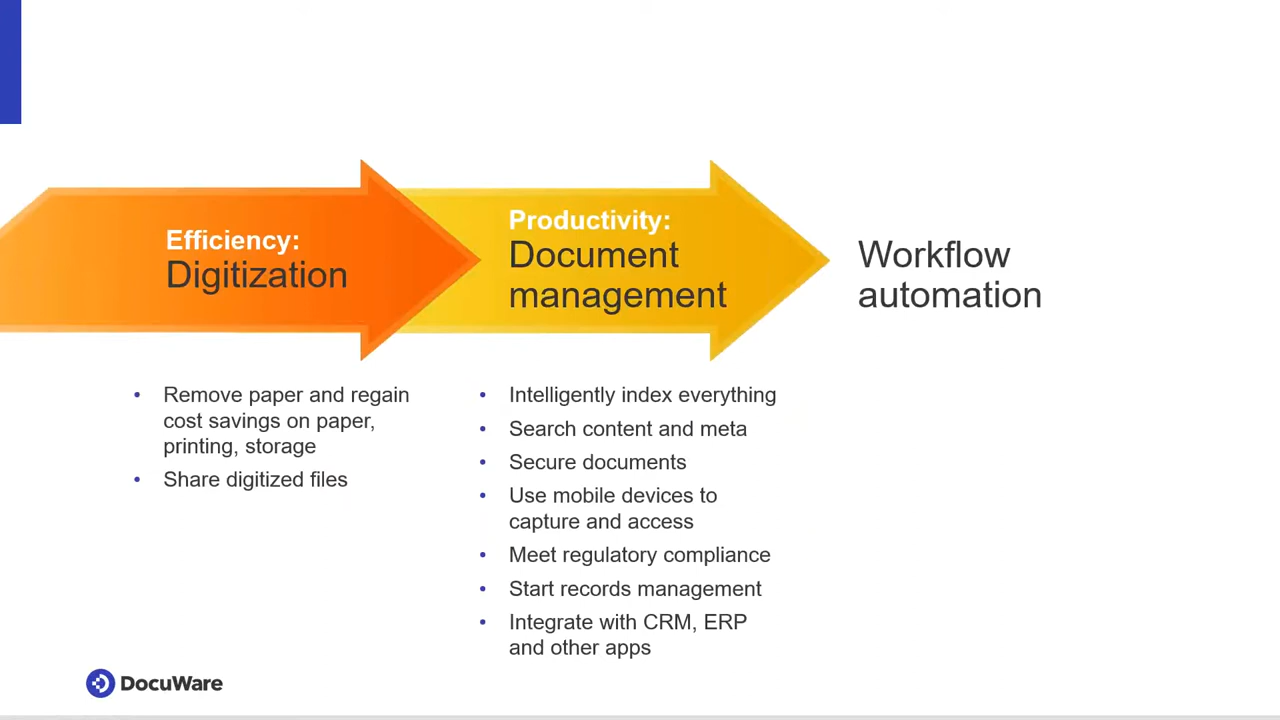 Efficiency:
Digitization
Productivity:
Document
management
Workflow
automation
• Remove paper and regain
cost savings on paper,
printing, storage
• Share digitized files
• Intelligently index everything
• Search content and meta
• Secure documents
• Use mobile devices to
capture and access
• Meet regulatory compliance
• Start records management
• Integrate with CRM, ERP
and other apps
DocuWare